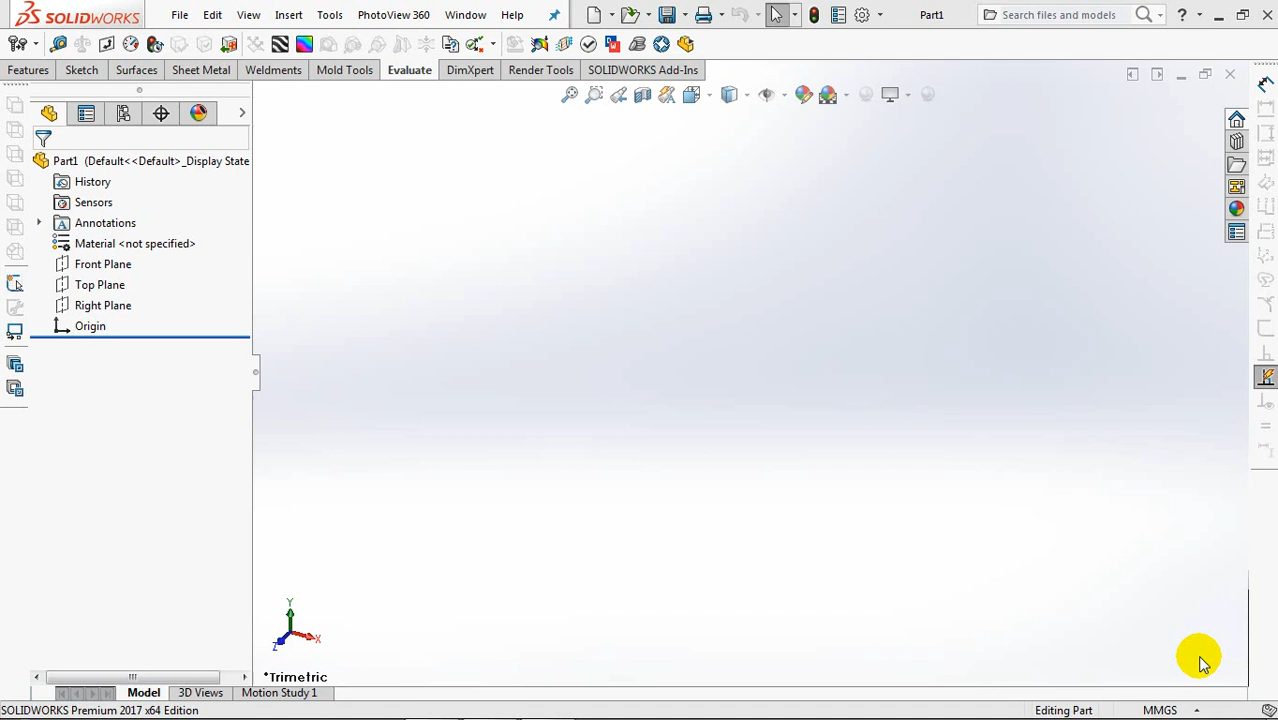 SOLIDWORKS File Edit View Insert Tools PhotoView 360 Window Help Part1 Search files and models ?
Features Sketch Surfaces Sheet Metal Weldments Mold Tools Evaluate DimXpert Render Tools SOLIDWORKS Add-Ins
Part1 (Default<<Default>_Display State
History
Sensors
Annotations
Material <not specified>
Front Plane
Top Plane
Right Plane
Origin
Y
X
Z
*Trimetric
Model 3D Views Motion Study 1
SOLIDWORKS Premium 2017 x64 Edition Editing Part MMGS